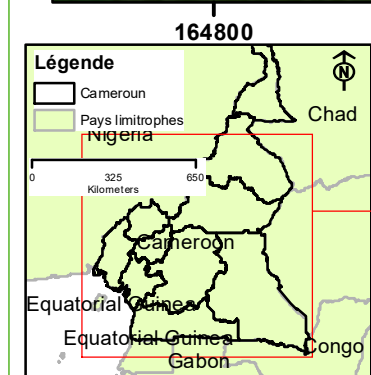 164800
Légende
Cameroun
Pays limitrophes
N
Chad
Nigeria
0 325 650
Kilometers
Cameroon
Equatorial Guinea
Equatorial Guinea
Congo
Gabon